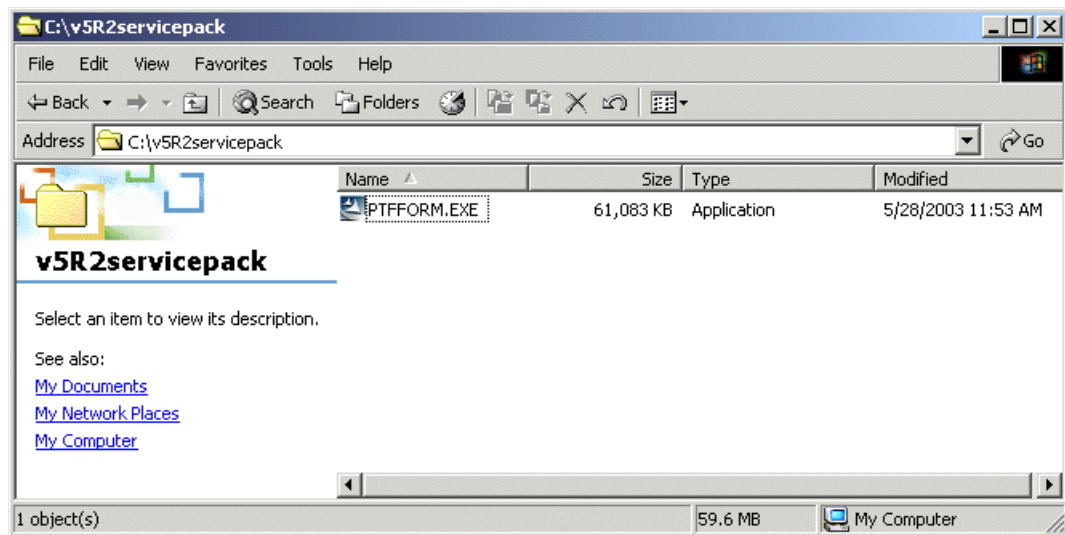 C:\v5R2servicepack
File Edit View Favorites Tools Help
Back Search Folders
Address C:\v5R2servicepack Go
Name Size Type Modified
PTFFORM.EXE 61,083 KB Application 5/28/2003 11:53 AM
v5R2servicepack
Select an item to view its description.
See also:
My Documents
My Network Places
My Computer
1 object(s) 59.6 MB My Computer